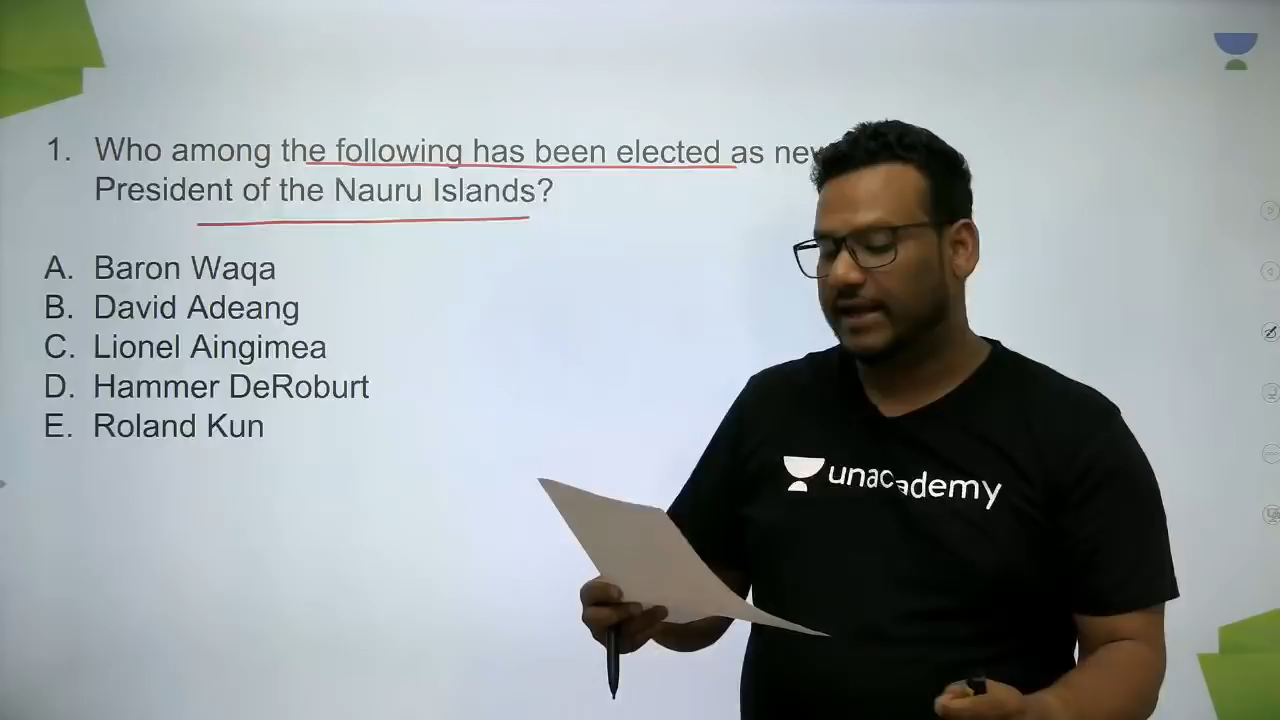 1. Who among the following has been elected as new
President of the Nauru Islands?
A. Baron Waqa
B. David Adeang
C. Lionel Aingimea
D. Hammer DeRoburt
E. Roland Kun
unacademy